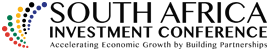 SOUTH AFRICA
INVESTMENT CONFERENCE
Accelerating Economic Growth by Building Partnerships